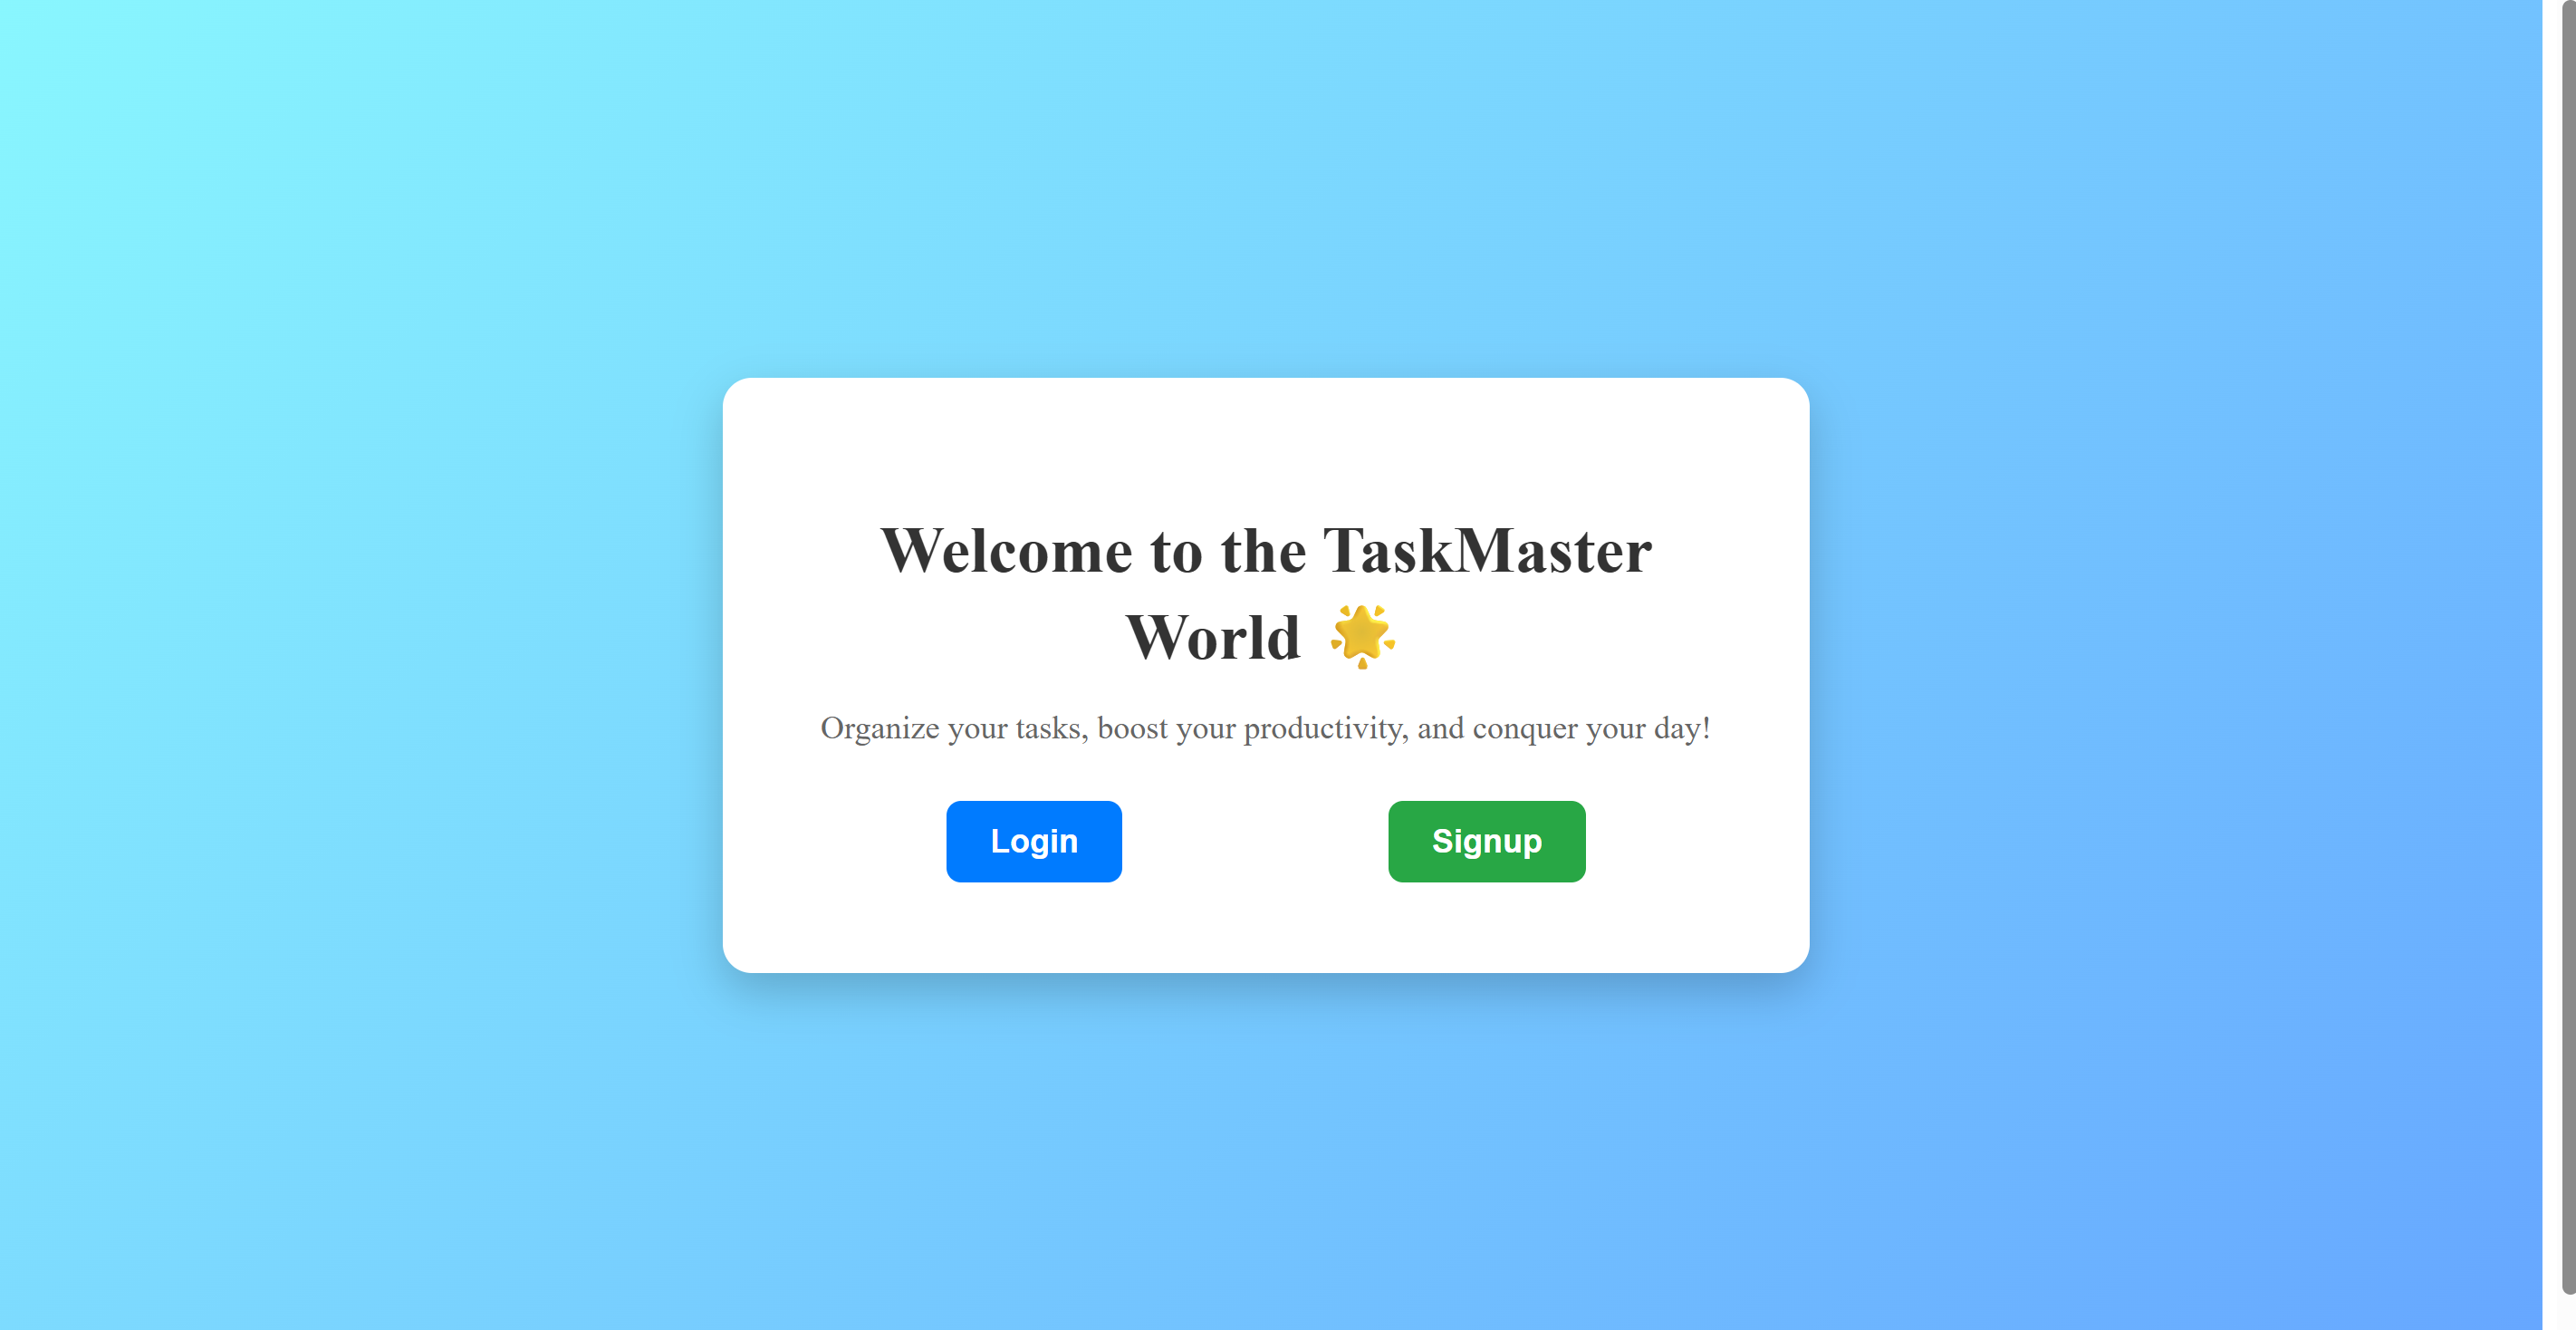 Welcome to the TaskMaster
World 🌟
Organize your tasks, boost your productivity, and conquer your day!
Login Signup